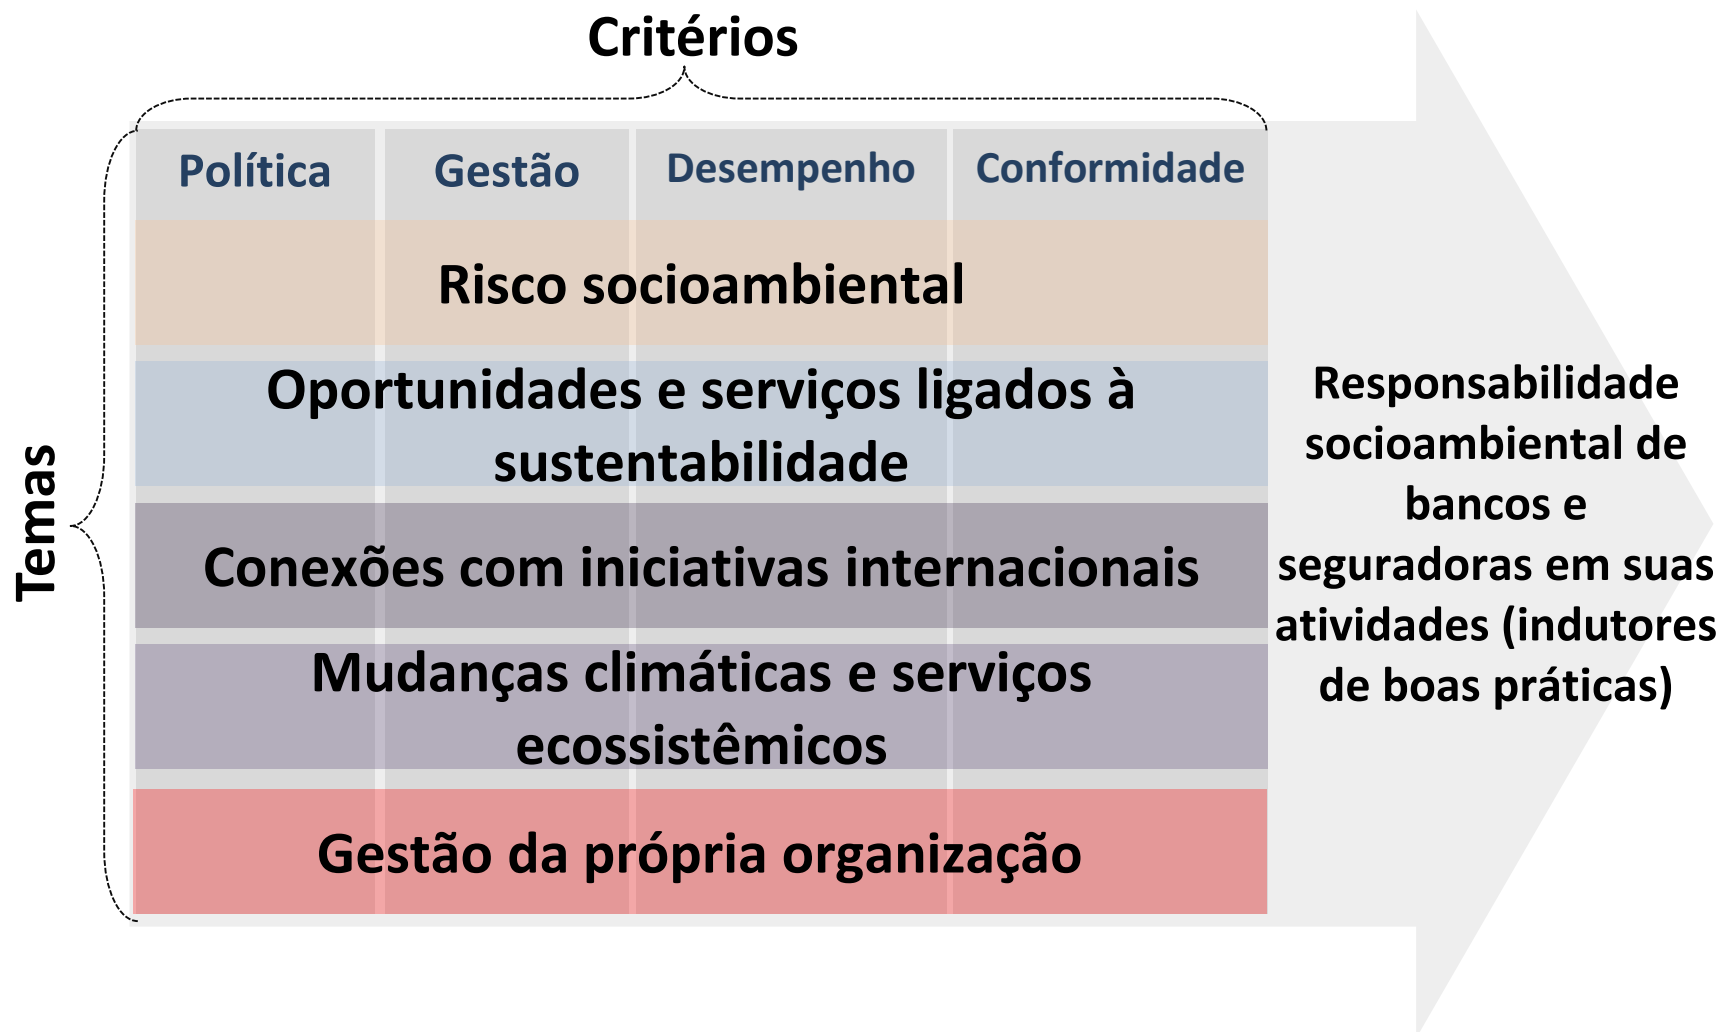 Critérios
Política
Gestão
Desempenho
Conformidade
Temas
Risco socioambiental
Oportunidades e serviços ligados à
sustentabilidade
Conexões com iniciativas internacionais
Mudanças climáticas e serviços
ecossistêmicos
Gestão da própria organização
Responsabilidade
socioambiental de
bancos e
seguradoras em suas
atividades (indutores
de boas práticas)